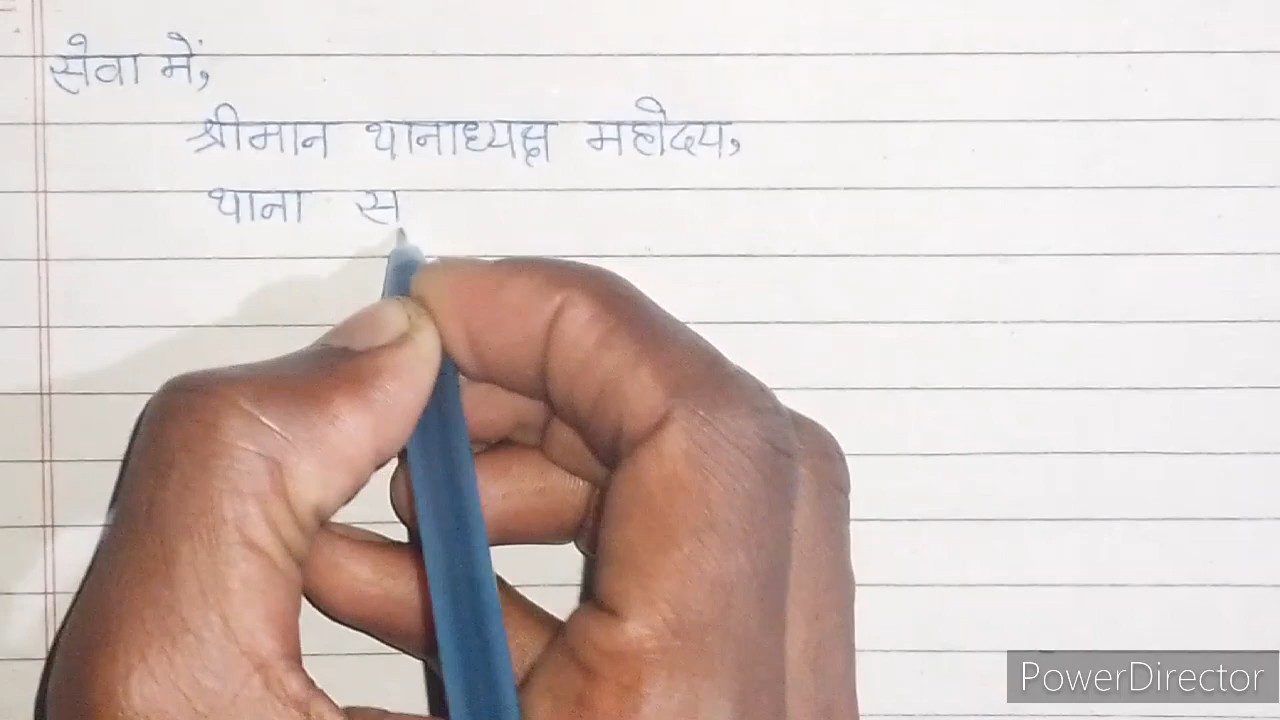 सेवा में,
श्रीमान थानाध्यक्ष महोदय,
थाना स
PowerDirector